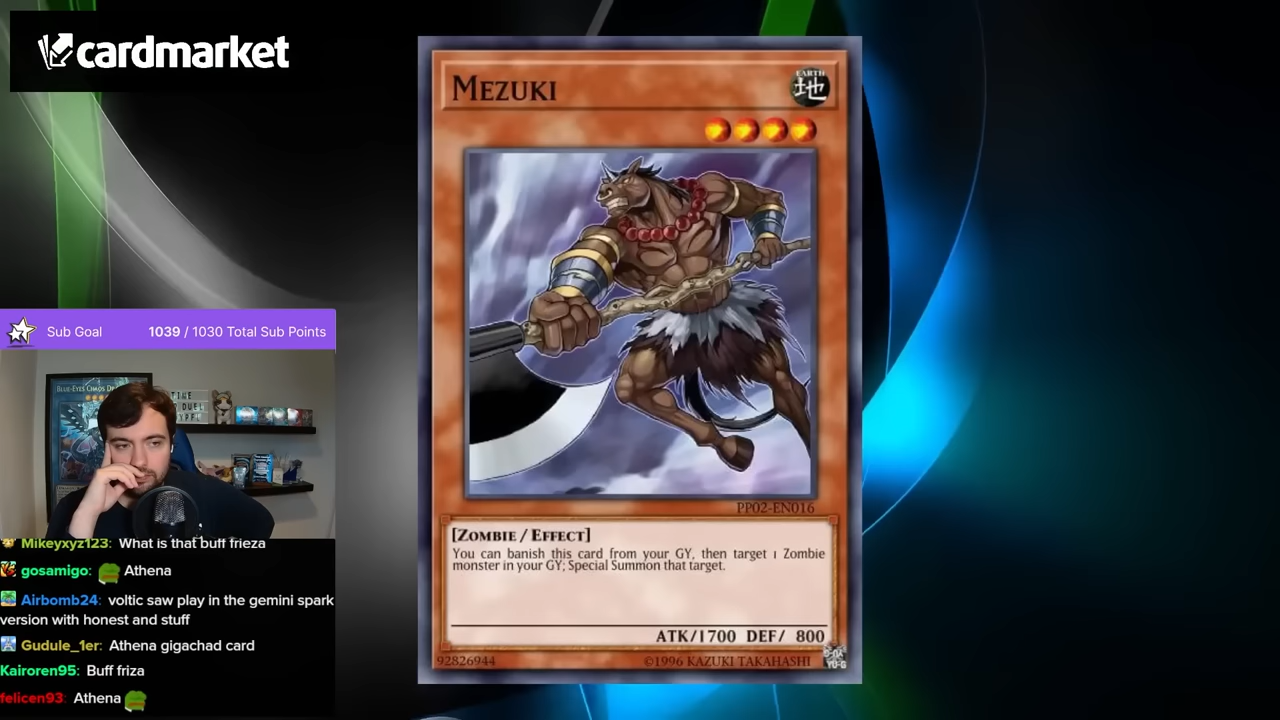 cardmarket
MEZUKI
EARTH
地
PP02-EN016
[ZOMBIE / EFFECT]
You can banish this card from your GY, then target 1 Zombie
monster in your GY; Special Summon that target.
ATK/1700 DEF/ 800
92826944
©1996 KAZUKI TAKAHASHI
Sub Goal 1039 / 1030 Total Sub Points
Mikeyxyz123: What is that buff frieza
gosamigo: Athena
Airbomb24: voltic saw play in the gemini spark
version with honest and stuff
Gudule_1er: Athena gigachad card
Kairoren95: Buff friza
felicen93: Athena